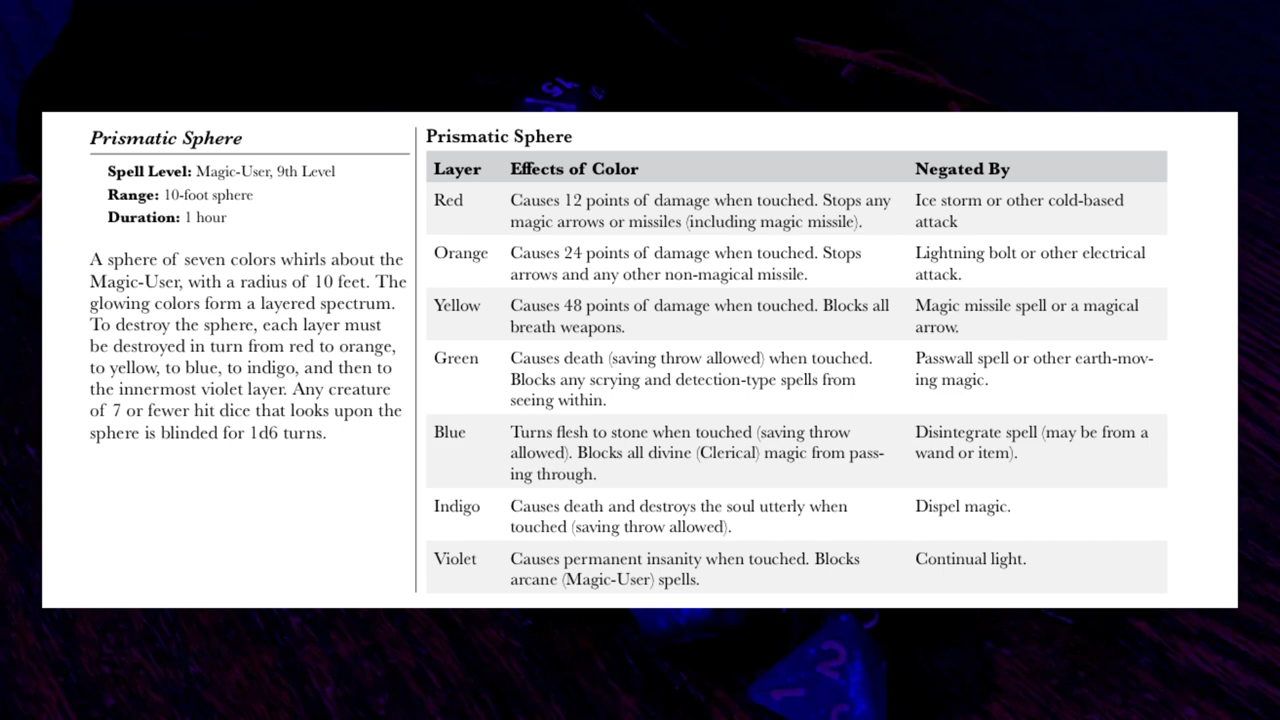 Prismatic Sphere
Spell Level: Magic-User, 9th Level
Range: 10-foot sphere
Duration: 1 hour
A sphere of seven colors whirls about the
Magic-User, with a radius of 10 feet. The
glowing colors form a layered spectrum.
To destroy the sphere, each layer must
be destroyed in turn from red to orange,
to yellow, to blue, to indigo, and then to
the innermost violet layer. Any creature
of 7 or fewer hit dice that looks upon the
sphere is blinded for 1d6 turns.
Prismatic Sphere
Layer Effects of Color Negated By
Red Causes 12 points of damage when touched. Stops any Ice storm or other cold-based
magic arrows or missiles (including magic missile). attack
Orange Causes 24 points of damage when touched. Stops Lightning bolt or other electrical
arrows and any other non-magical missile. attack.
Yellow Causes 48 points of damage when touched. Blocks all Magic missile spell or a magical
breath weapons. arrow.
Green Causes death (saving throw allowed) when touched. Passwall spell or other earth-mov-
Blocks any scrying and detection-type spells from ing magic.
seeing within.
Blue Turns flesh to stone when touched (saving throw Disintegrate spell (may be from a
allowed). Blocks all divine (Clerical) magic from pass- wand or item).
ing through.
Indigo Causes death and destroys the soul utterly when Dispel magic.
touched (saving throw allowed).
Violet Causes permanent insanity when touched. Blocks Continual light.
arcane (Magic-User) spells.
15
2
1